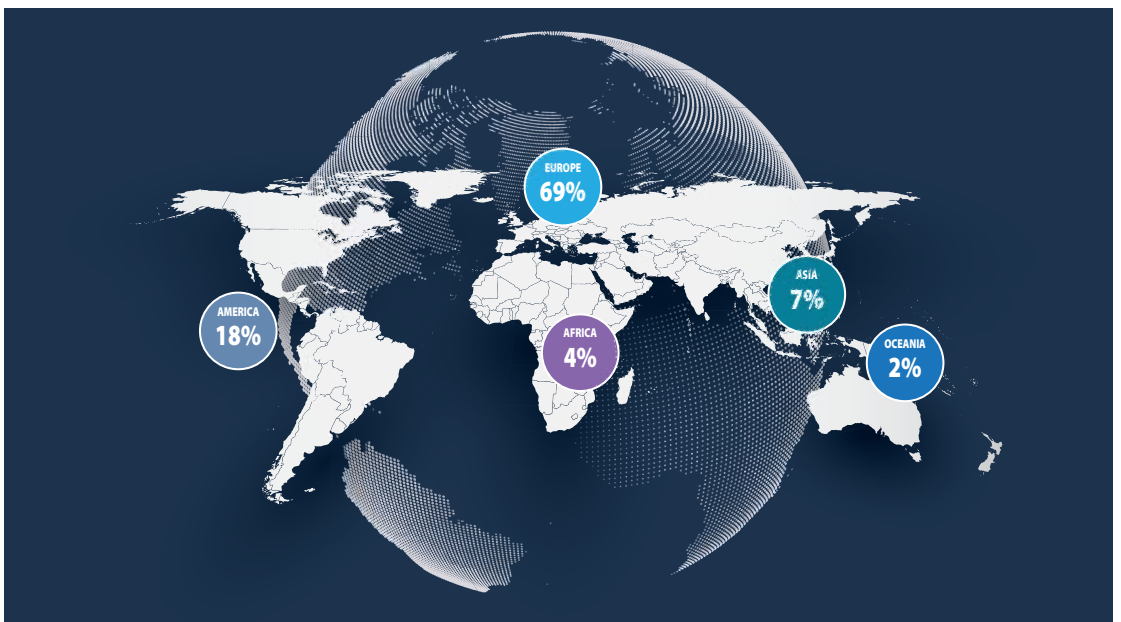 EUROPE
69%
ASIA
7%
AMERICA
18%
AFRICA
4%
OCEANIA
2%